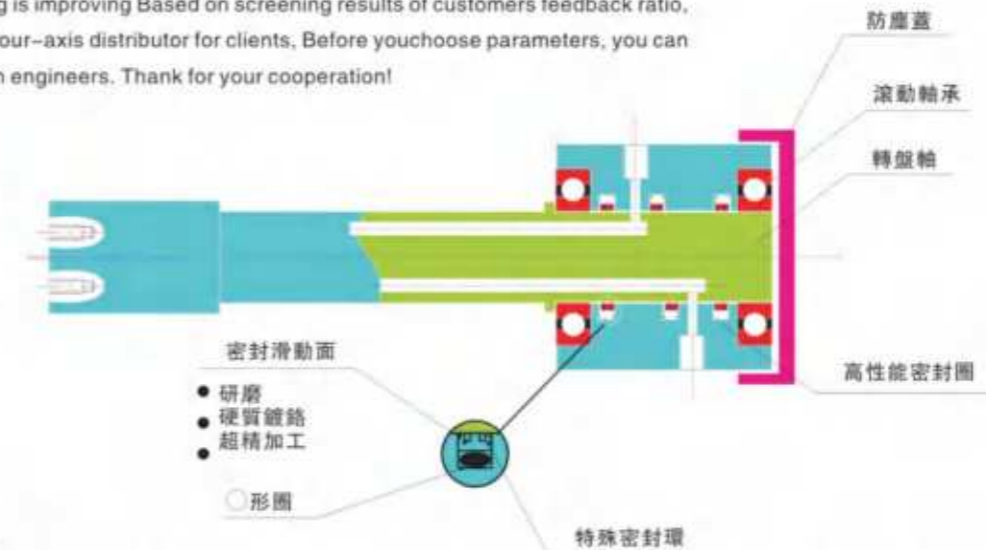 g is improving Based on screening results of customers feedback ratio,
our-axis distributor for clients, Before youchoose parameters, you can
engineers. Thank for your cooperation!
防塵蓋
滾動軸承
轉盤軸
密封滑動面
● 研磨
● 硬質鍍鉻
● 超精加工
高性能密封圈
○形圈
特殊密封環